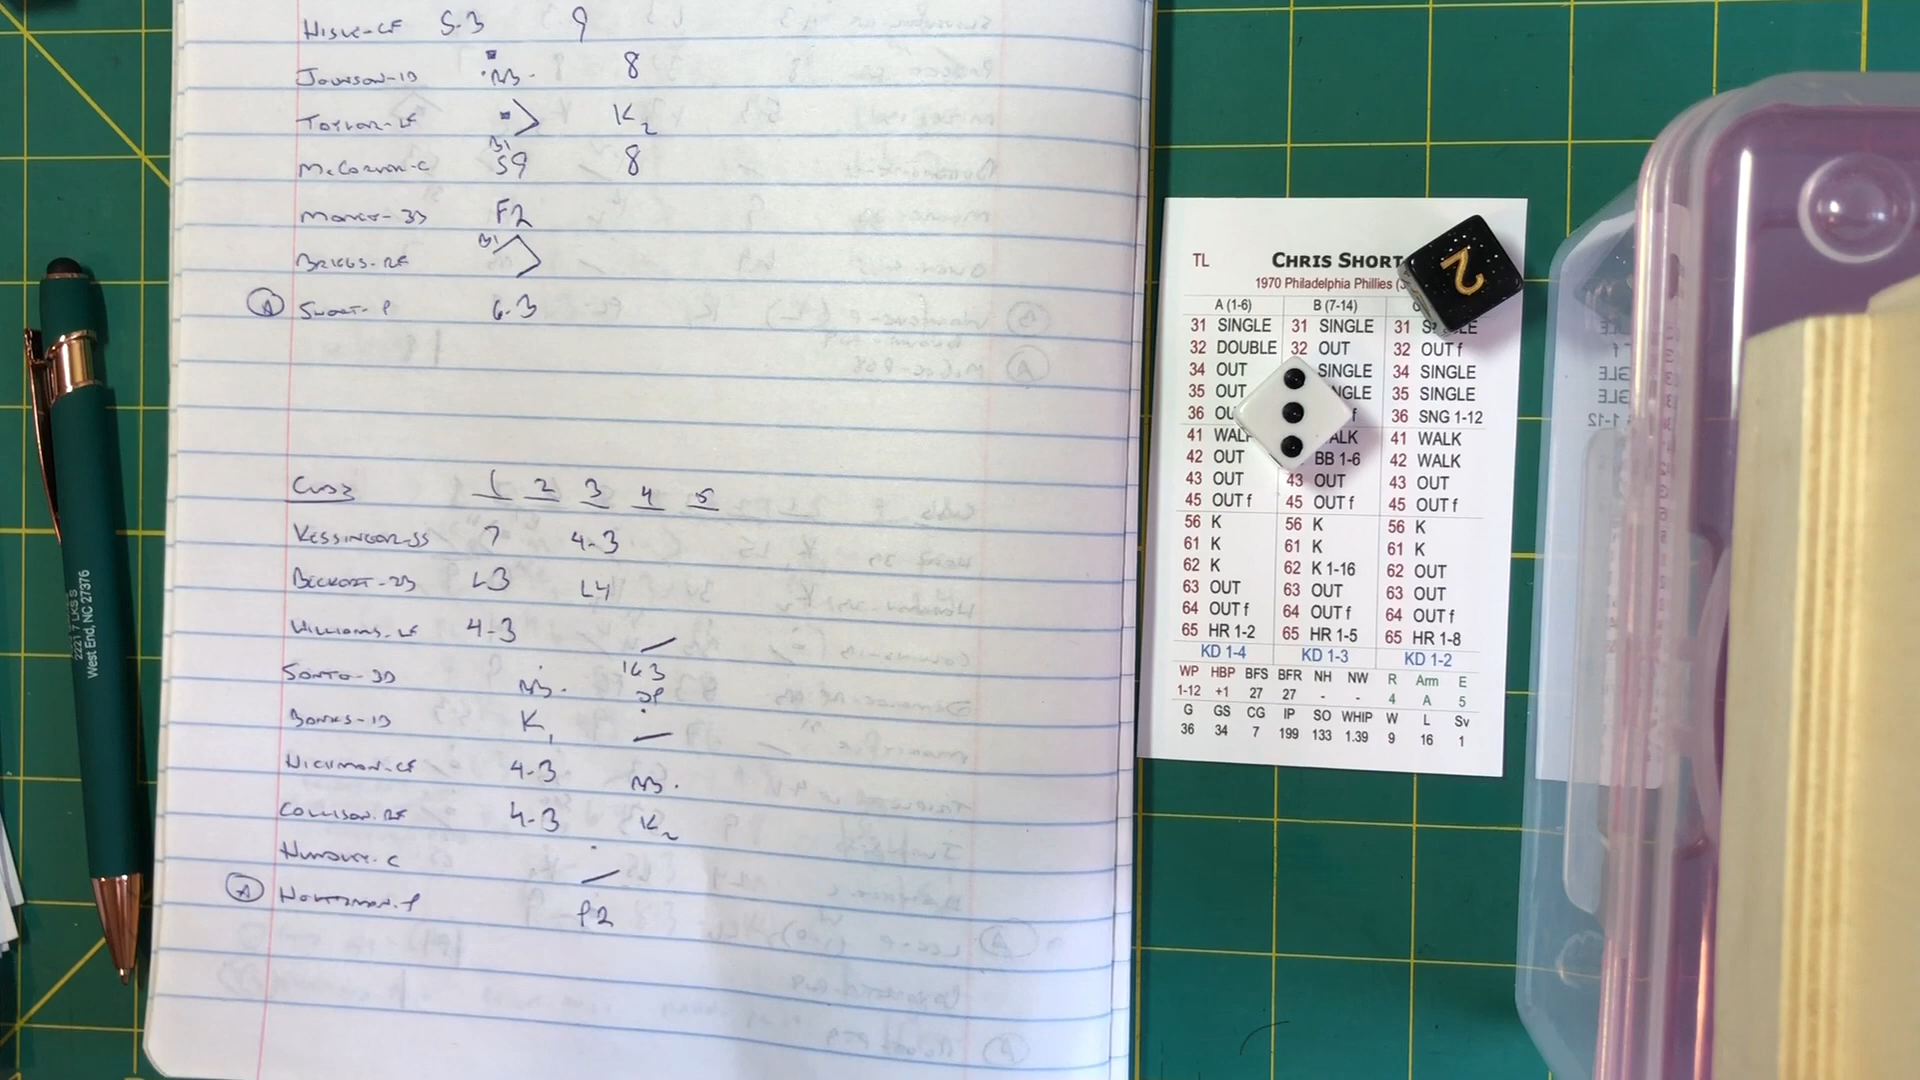 Hisle-CF 5-3 9
Johnson-1B BB 8
Taylor-LF K2
McCarver-C S9 8
Money-3B F2
Briggs-RF
A Short-P 6-3
Cubs 1 2 3 4 5
Kessinger-SS 7 4-3
Beckert-2B L3 L4
Williams-LF 4-3
Santo-3B BB 163
DP
Banks-1B K1
Hickman-CF 4-3 BB
Callison-RF 4-3 K2
Hundley-C
A Holtzman-P P2
West End, NC 27376
TL CHRIS SHORT
1970 Philadelphia Phillies
2
A (1-6) B (7-14)
31 SINGLE 31 SINGLE 31
32 DOUBLE 32 OUT 32 OUT f
34 OUT SINGLE 34 SINGLE
35 OUT 35 SINGLE
36 36 SNG 1-12
41 41 WALK
42 OUT BB 1-6 42 WALK
43 OUT 43 OUT 43 OUT
45 OUT f 45 OUT f 45 OUT f
56 K 56 K 56 K
61 K 61 K 61 K
62 K 62 K 1-16 62 OUT
63 OUT 63 OUT 63 OUT
64 OUT f 64 OUT f 64 OUT f
65 HR 1-2 65 HR 1-5 65 HR 1-8
KD 1-4 KD 1-3 KD 1-2
WP HBP BFS BFR NH NW R Arm E
1-12 +1 27 27 - - 4 A 5
G GS CG IP SO WHIP W L Sv
36 34 7 199 133 1.39 9 16 1